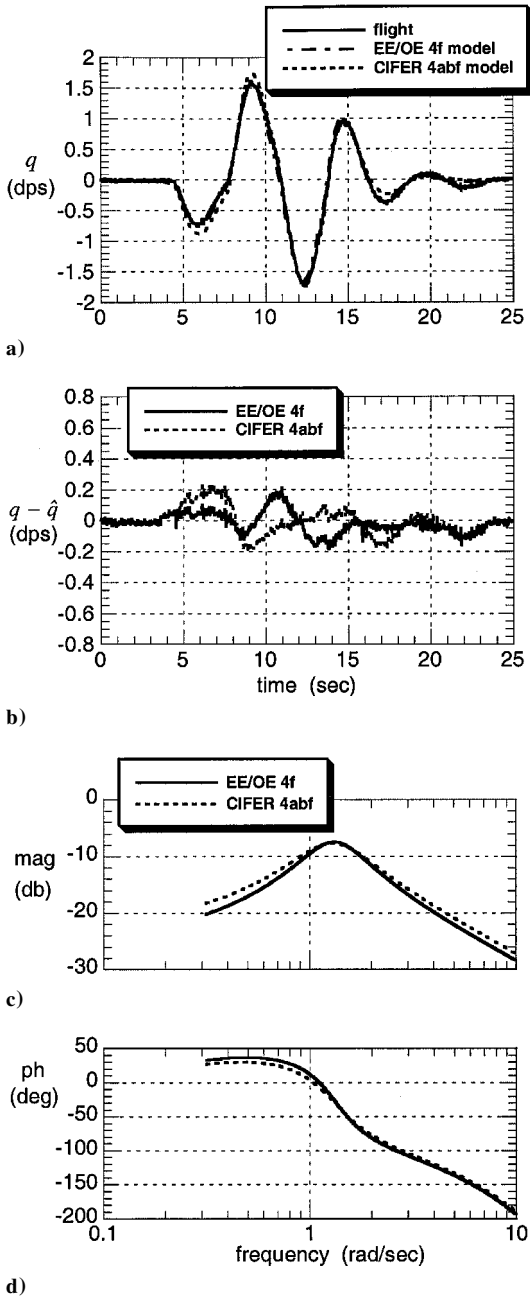 flight
EE/OE 4f model
CIFER 4abf model
2
1.5
1
0.5
0
-0.5
-1
-1.5
-2
q
(dps)
0 5 10 15 20 25
a)
EE/OE 4f
CIFER 4abf
0.8
0.6
0.4
0.2
0
-0.2
-0.4
-0.6
-0.8
q - q̂
(dps)
0 5 10 15 20 25
time (sec)
b)
EE/OE 4f
CIFER 4abf
0
-10
-20
-30
mag
(db)
c)
50
0
-50
-100
-150
-200
ph
(deg)
0.1 1 10
frequency (rad/sec)
d)